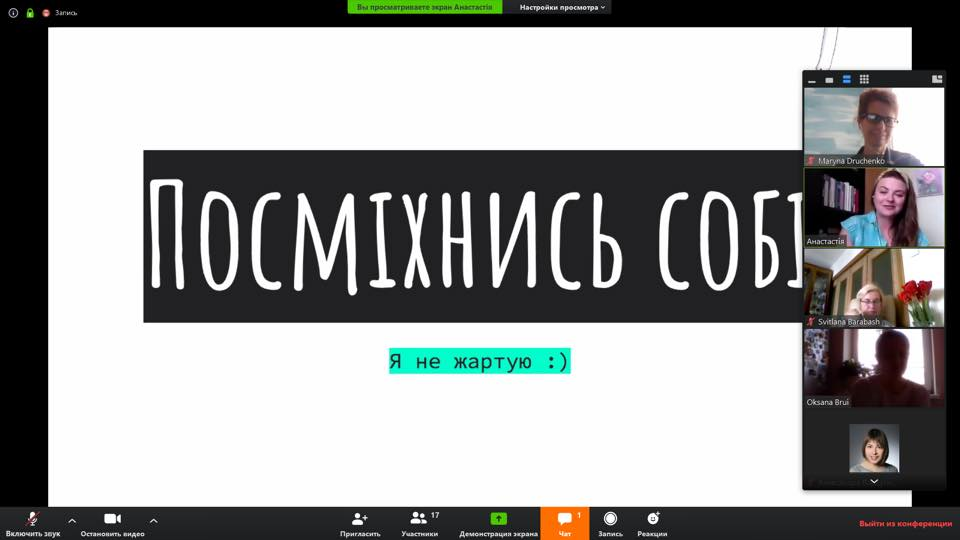 Запись
Вы просматриваете экран Анастастія
Настройки просмотра
Посміхнись собі
Я не жартую :)
Maryna Druchenko
Анастасія
Svitlana Barabash
Oksana Brui
Включить звук
Остановить видео
Пригласить
17
Участники
Демонстрация экрана
1
Чат
Запись
Реакции
Выйти из конференции